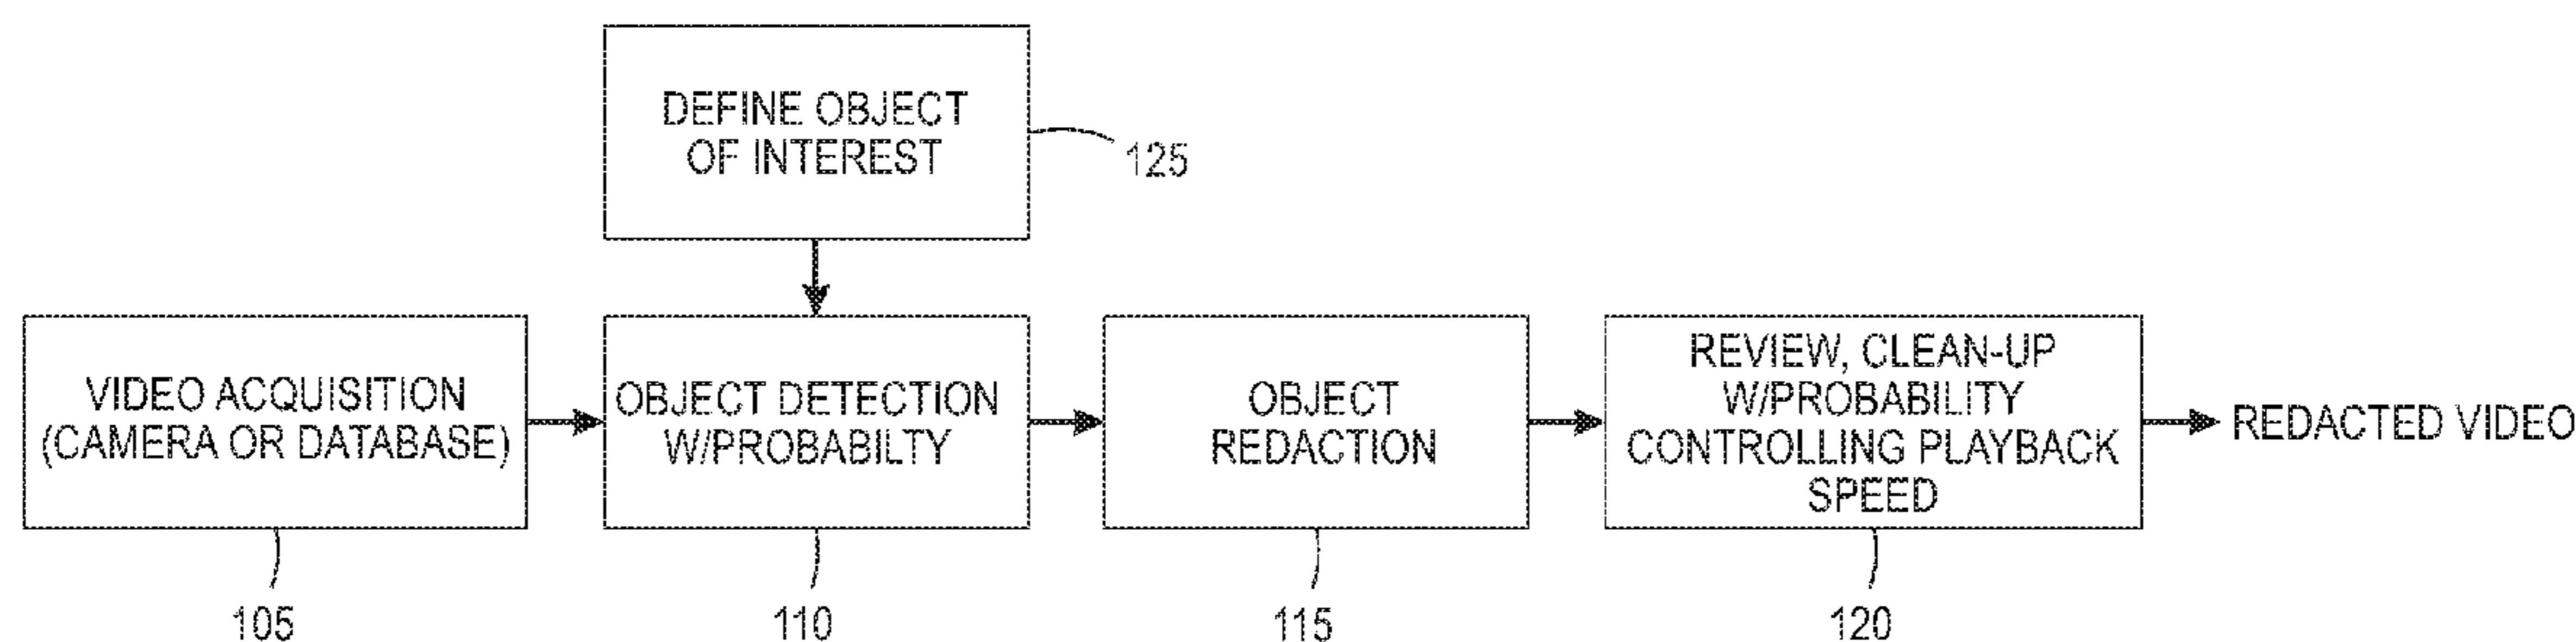 DEFINE OBJECT
OF INTEREST
125
VIDEO ACQUISITION
(CAMERA OR DATABASE)
OBJECT DETECTION
W/PROBABILTY
OBJECT
REDACTION
REVIEW, CLEAN-UP
W/PROBABILITY
CONTROLLING PLAYBACK
SPEED
REDACTED VIDEO
105
110
115
120